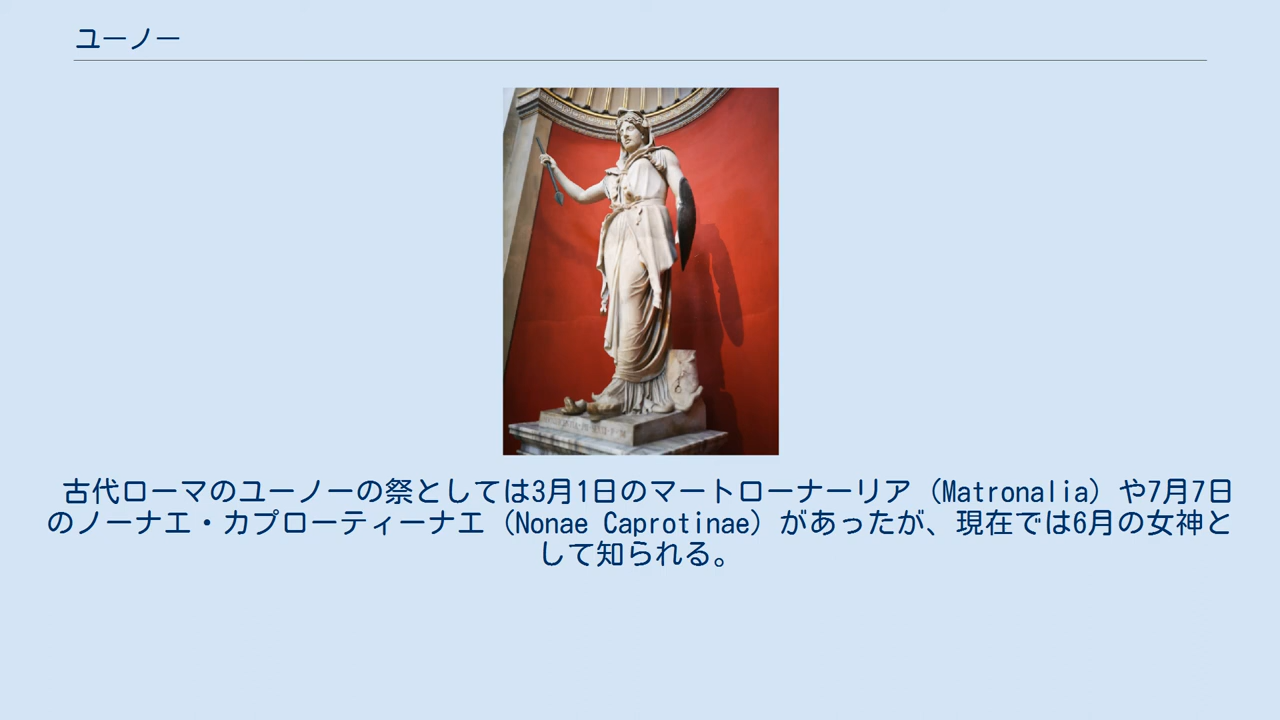 ユーノー
古代ローマのユーノーの祭としては3月1日のマートローナーリア（Matronalia）や7月7日
のノーナエ・カプローティーナエ（Nonae Caprotinae）があったが、現在では6月の女神と
して知られる。